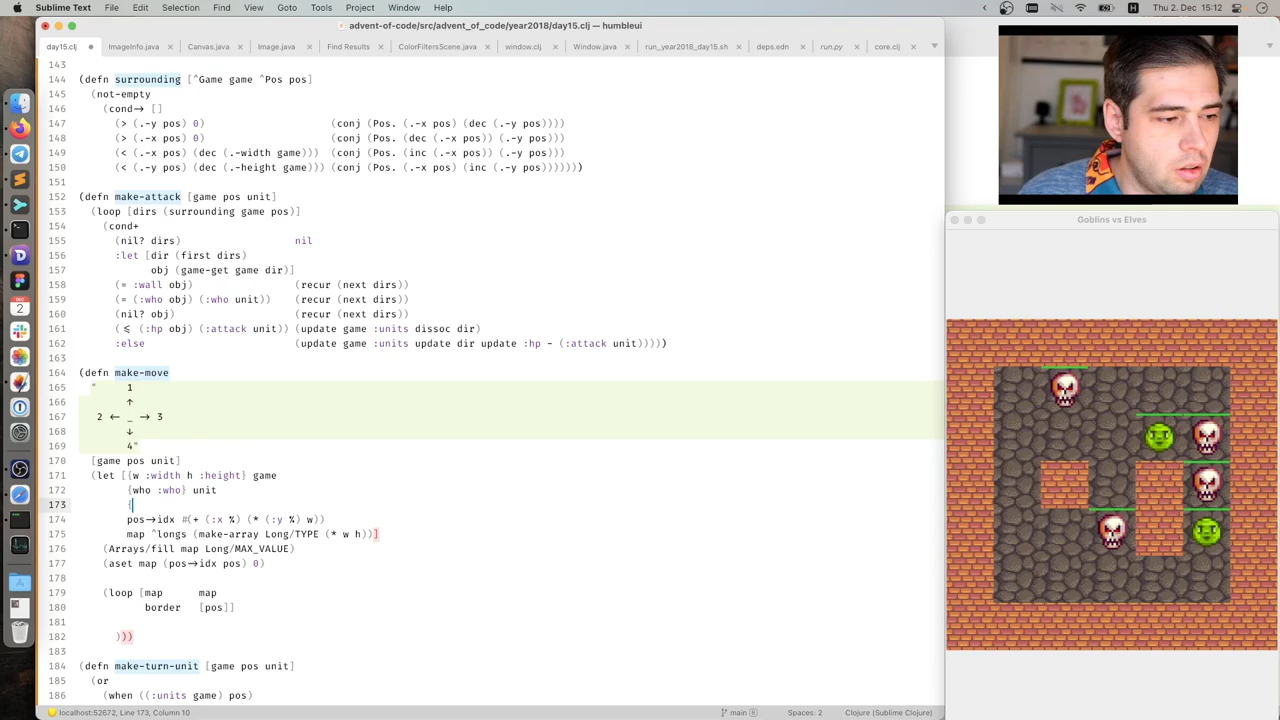 Sublime Text File Edit Selection Find View Goto Tools Project Window Help
Thu 2. Dec 15:12
advent-of-code/src/advent_of_code/year2018/day15.clj — humbleui
day15.clj ImageInfo.java Canvas.java Image.java Find Results ColorFiltersScene.java window.clj Window.java run_year2018_day15.sh deps.edn run.py core.clj
143
144 (defn surrounding [^Game game ^Pos pos]
145 (not-empty
146 (cond-> []
147 (> (.-y pos) 0) (conj (Pos. (.-x pos) (dec (.-y pos))))
148 (> (.-x pos) 0) (conj (Pos. (dec (.-x pos)) (.-y pos)))
149 (< (.-x pos) (dec (.-width game))) (conj (Pos. (inc (.-x pos)) (.-y pos)))
150 (< (.-y pos) (dec (.-height game))) (conj (Pos. (.-x pos) (inc (.-y pos)))))))
151
152 (defn make-attack [game pos unit]
153 (loop [dirs (surrounding game pos)]
154 (cond+
155 (nil? dirs) nil
156 :let [dir (first dirs)
157 obj (game-get game dir)]
158 (= :wall obj) (recur (next dirs))
159 (= (:who obj) (:who unit)) (recur (next dirs))
160 (nil? obj) (recur (next dirs))
161 (<= (:hp obj) (:attack unit)) (update game :units dissoc dir)
162 :else (update game :units update dir update :hp - (:attack unit)))))
163
164 (defn make-move
165 " 1
166 ↑
167 2 ← _ → 3
168 ↓
169 4"
170 [game pos unit]
171 (let [{w :width h :height} game
172 {who :who} unit
173 {
174 pos->idx #(+ (:x %) (* (:y %) w))
175 map ^longs (make-array Long/TYPE (* w h))]
176 (Arrays/fill map Long/MAX_VALUE)
177 (aset map (pos->idx pos) 0)
178
179 (loop [map map
180 border [pos]]
181
182 )))
183
184 (defn make-turn-unit [game pos unit]
185 (or
186 (when ((:units game) pos)
localhost:52672, Line 173, Column 10 main 8 Spaces: 2 Clojure (Sublime Clojure)
Goblins vs Elves